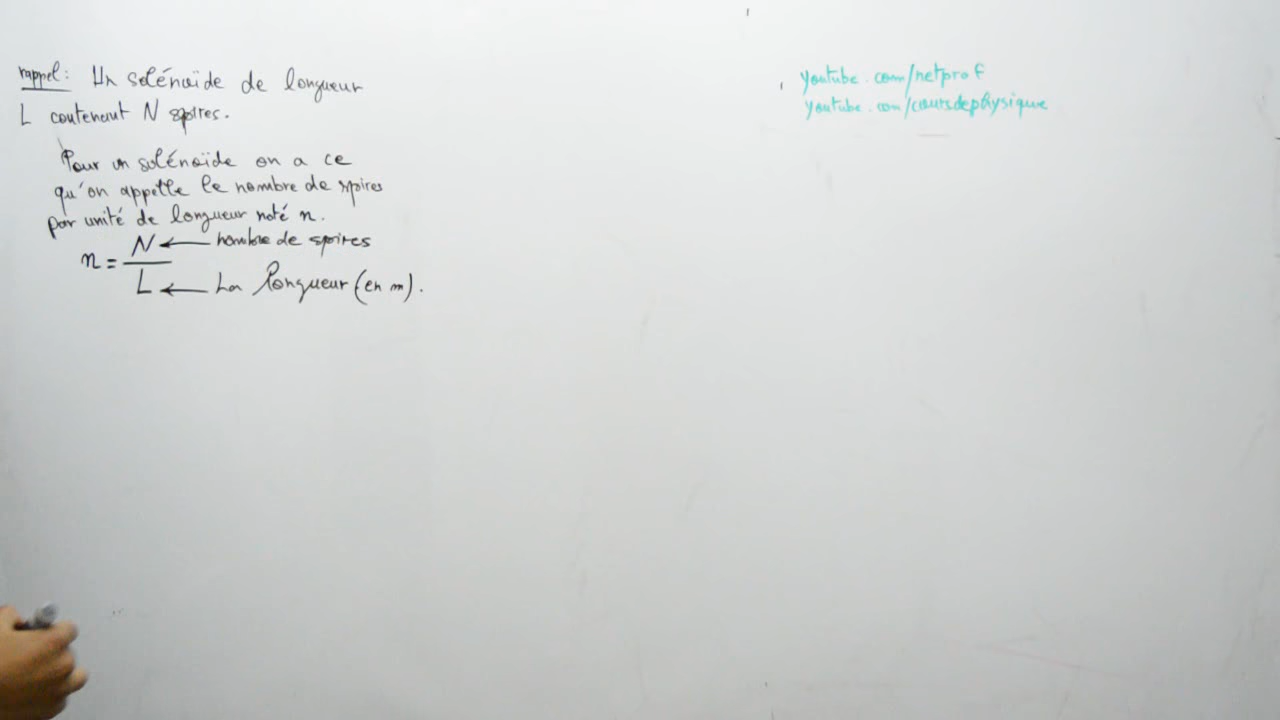 rappel : Un solénoïde de longueur
L contenant N spires.
Pour un solénoïde on a ce
qu'on appelle le nombre de spires
par unité de longueur noté n.
n = N ← nombre de spires
L ← La longueur (en m).
youtube.com/netprof
youtube.com/coursdephysique